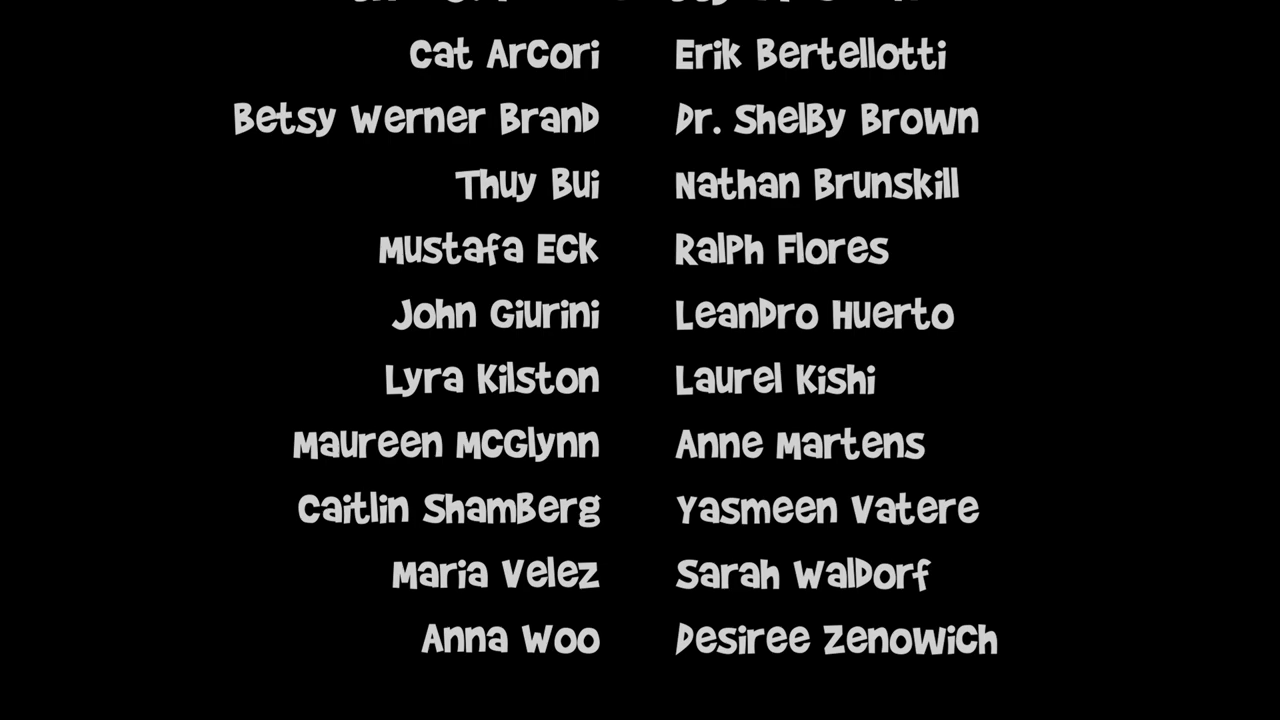 Cat Arcori Erik Bertellotti
Betsy Werner Brand Dr. Shelby Brown
Thuy Bui Nathan Brunskill
Mustafa Eck Ralph Flores
John Giurini Leandro Huerto
Lyra Kilston Laurel Kishi
Maureen McGlynn Anne Martens
Caitlin Shamberg Yasmeen Vatere
Maria Velez Sarah Waldorf
Anna Woo Desiree Zenowich